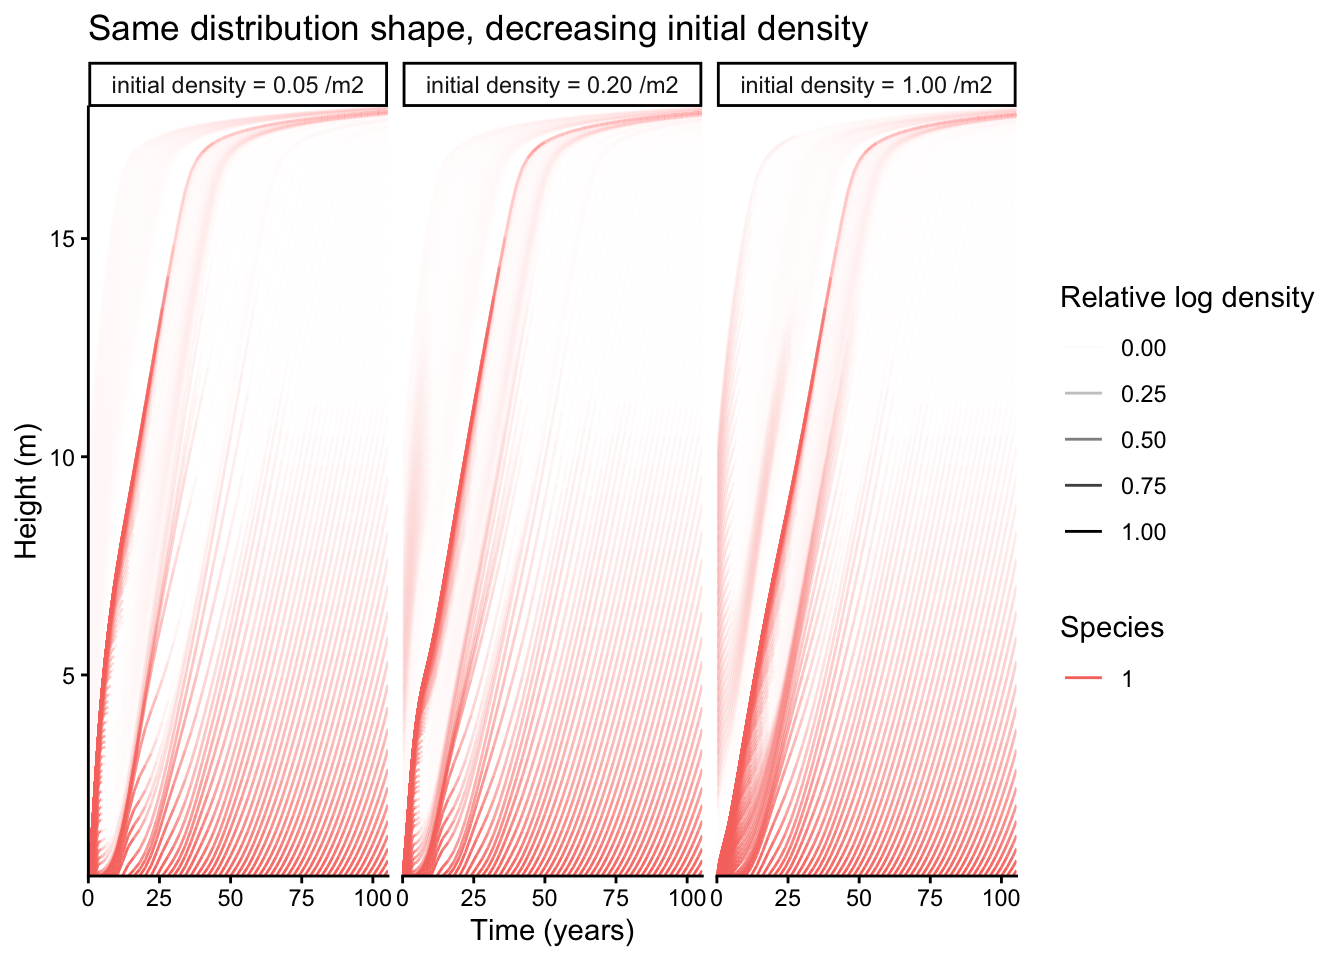 Same distribution shape, decreasing initial density
initial density = 0.05 /m2
initial density = 0.20 /m2
initial density = 1.00 /m2
Height (m)
15
10
5
0 25 50 75 100
0 25 50 75 100
0 25 50 75 100
Time (years)
Relative log density
0.00
0.25
0.50
0.75
1.00
Species
1